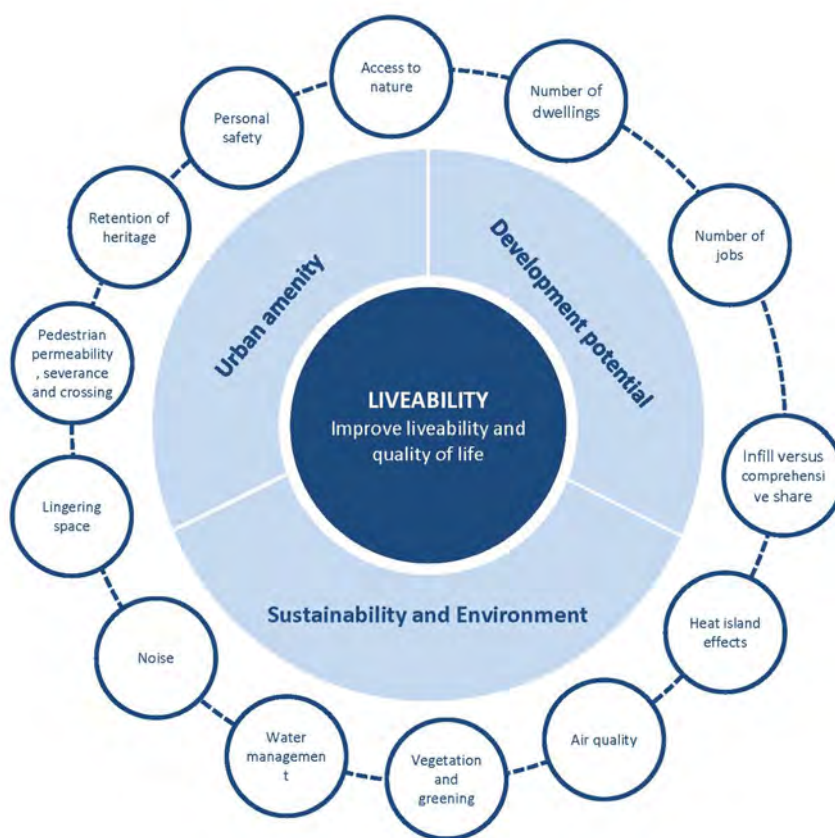 Access to
nature
Number of
dwellings
Number of
jobs
Infill versus
comprehensi
ve share
Heat island
effects
Air quality
Vegetation
and
greening
Water
managemen
t
Noise
Lingering
space
Pedestrian
permeability
, severance
and crossing
Retention of
heritage
Personal
safety
Urban amenity
Development potential
Sustainability and Environment
LIVEABILITY
Improve liveability and
quality of life